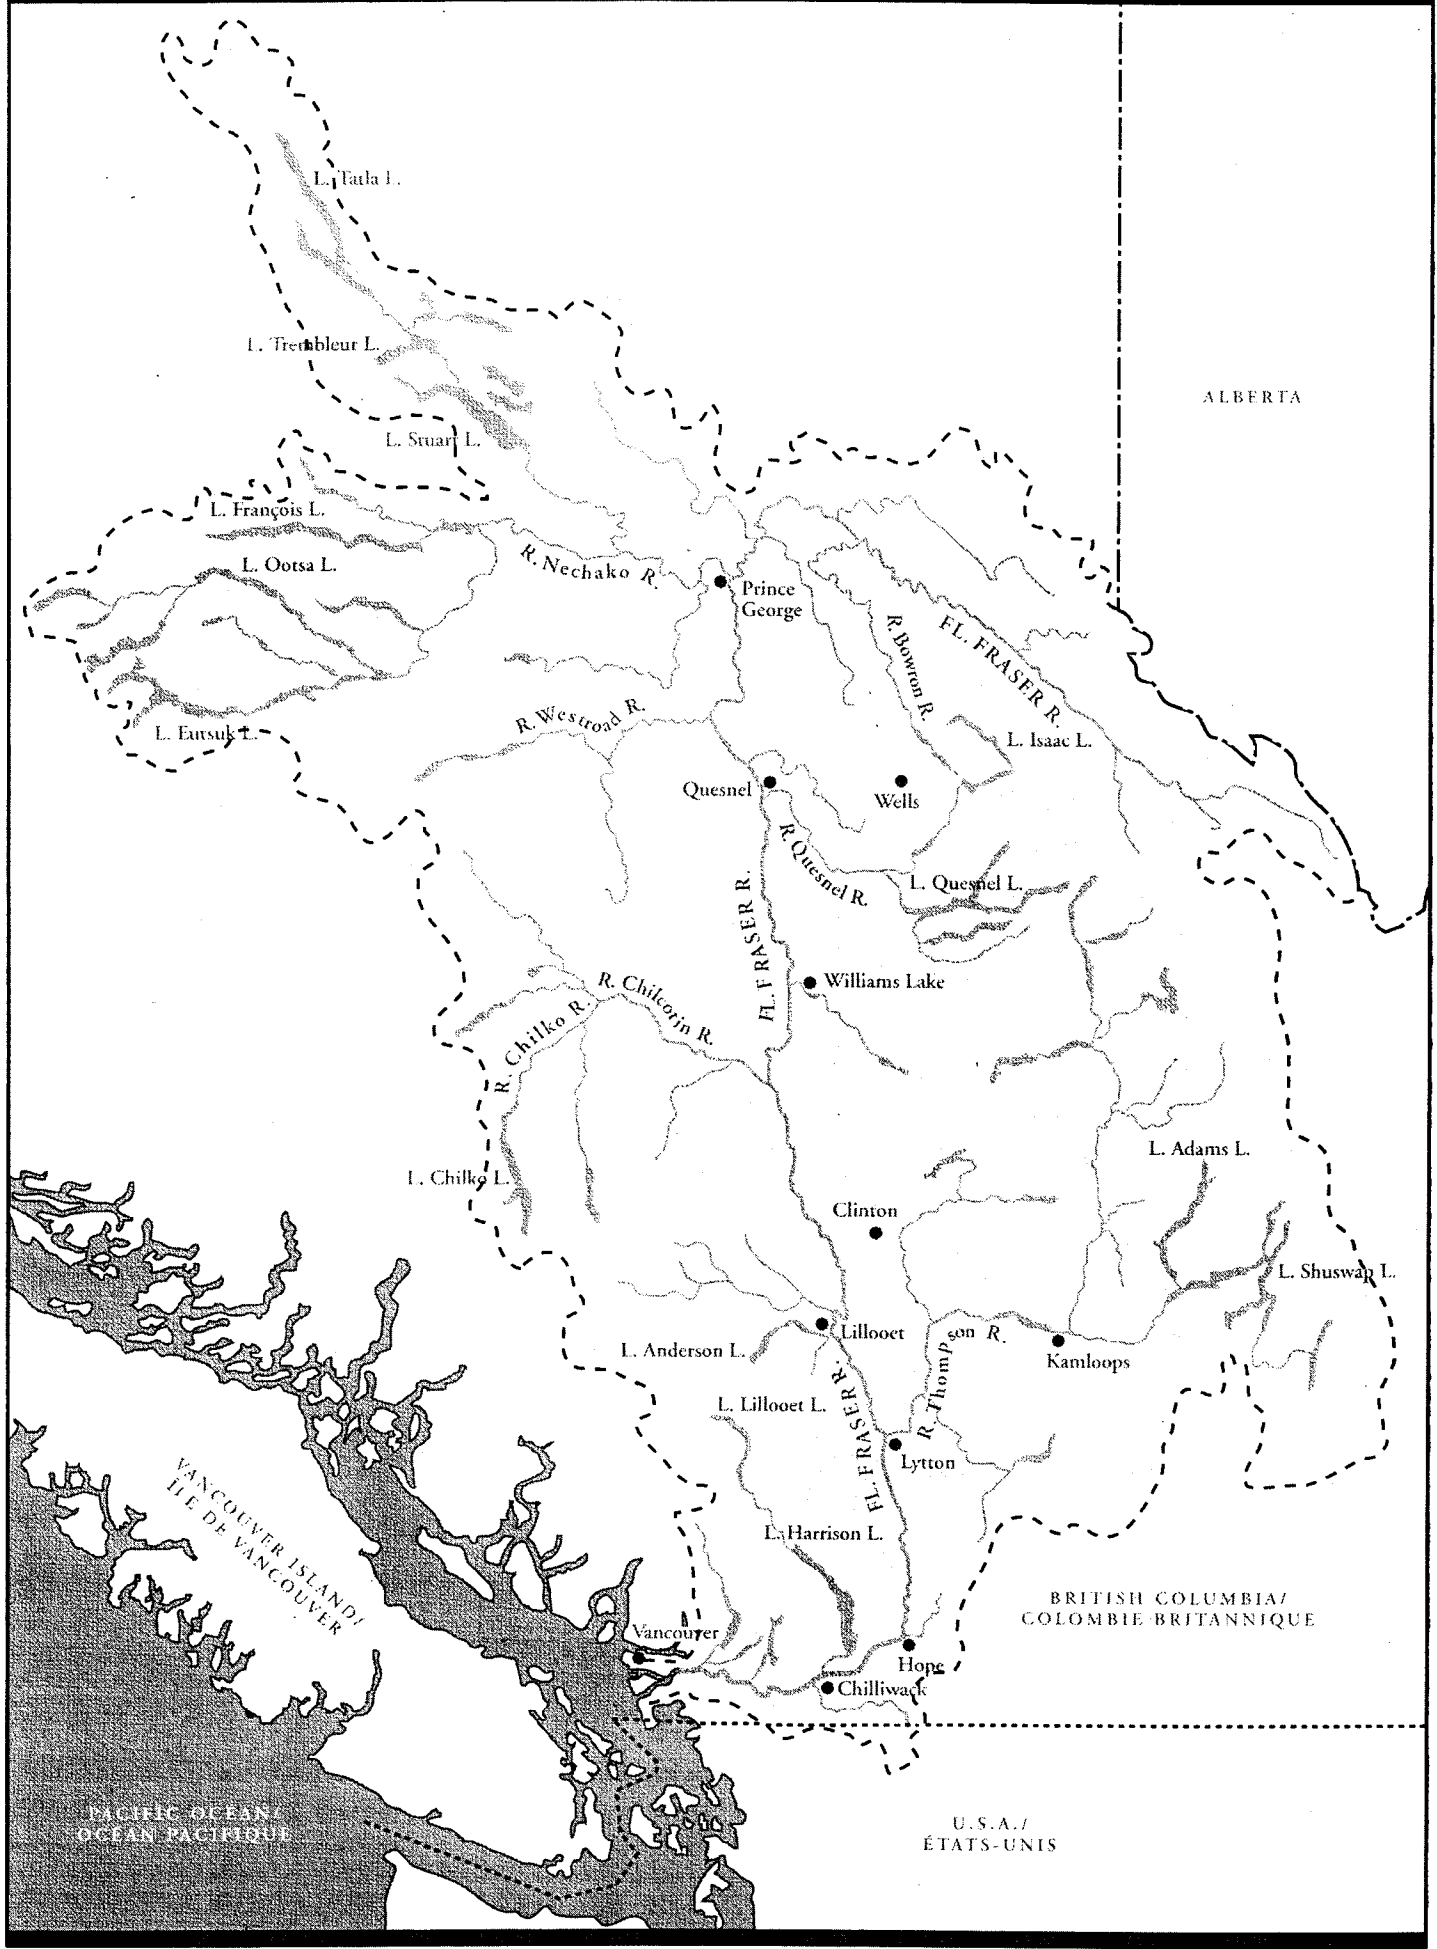 L. Tatla L.
L. Trembleur L.
ALBERTA
L. Stuart L.
L. François L.
L. Ootsa L.
R. Nechako R.
Prince
George
R. Bowron R.
FL. FRASER R.
R. Westroad R.
L. Eutsuk L.
L. Isaac L.
Quesnel
Wells
R. Quesnel R.
L. Quesnel L.
FL. FRASER R.
Williams Lake
R. Chilcotin R.
R. Chilko R.
L. Adams L.
L. Chilko L.
Clinton
L. Shuswap L.
Lillooet
R. Thompson R.
L. Anderson L.
Kamloops
L. Lillooet L.
FL. FRASER R.
Lytton
VANCOUVER ISLAND/
ÎLE DE VANCOUVER
L. Harrison L.
BRITISH COLUMBIA/
COLOMBIE-BRITANNIQUE
Vancouver
Hope
Chilliwack
PACIFIC OCEAN/
OCÉAN PACIFIQUE
U.S.A./
ÉTATS-UNIS